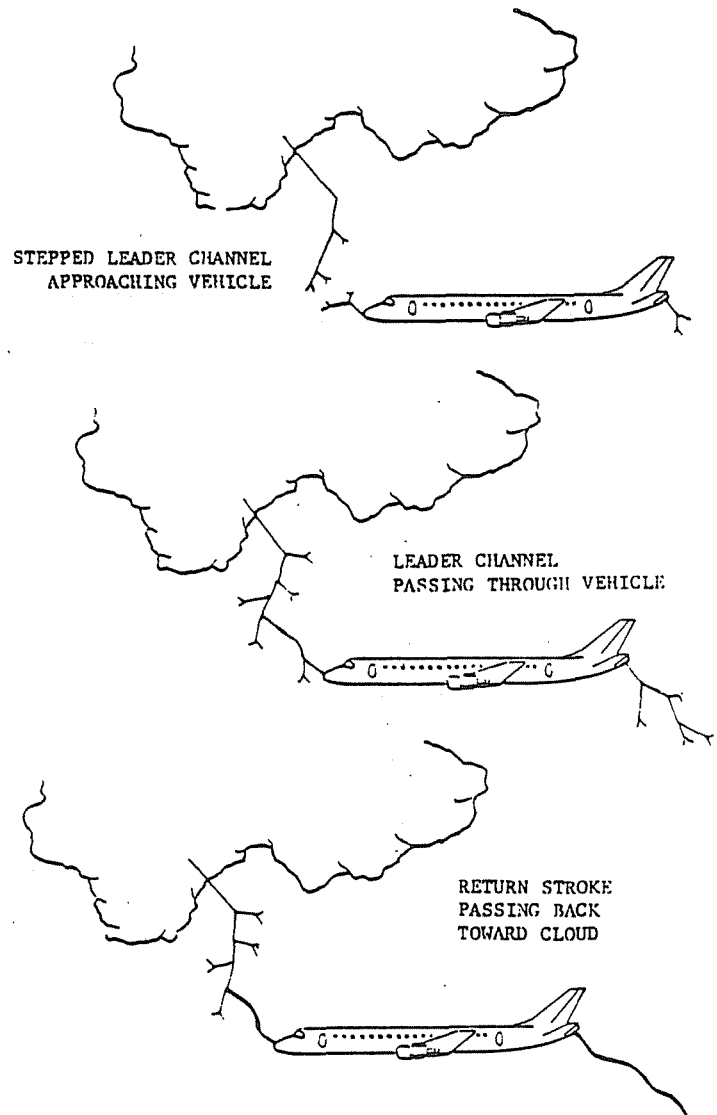 STEPPED LEADER CHANNEL
APPROACHING VEHICLE
LEADER CHANNEL
PASSING THROUGH VEHICLE
RETURN STROKE
PASSING BACK
TOWARD CLOUD